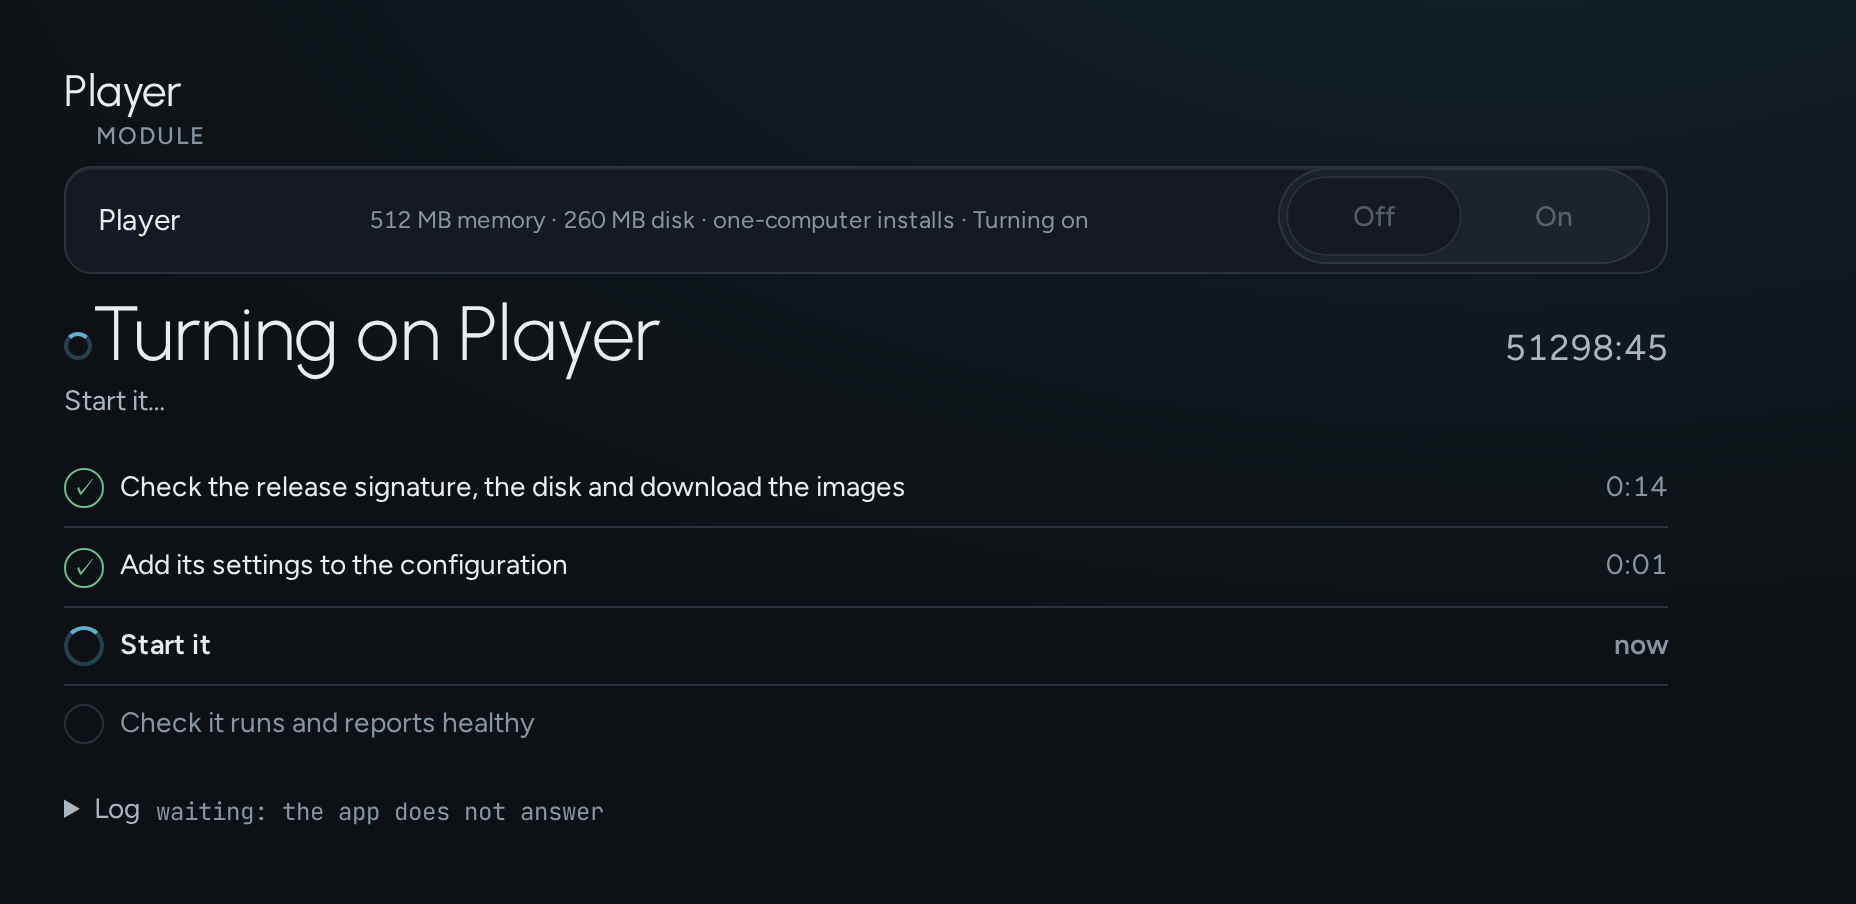 Player
MODULE
Player 512 MB memory · 260 MB disk · one-computer installs · Turning on Off On
Turning on Player 51298:45
Start it...
Check the release signature, the disk and download the images 0:14
Add its settings to the configuration 0:01
Start it now
Check it runs and reports healthy
Log waiting: the app does not answer